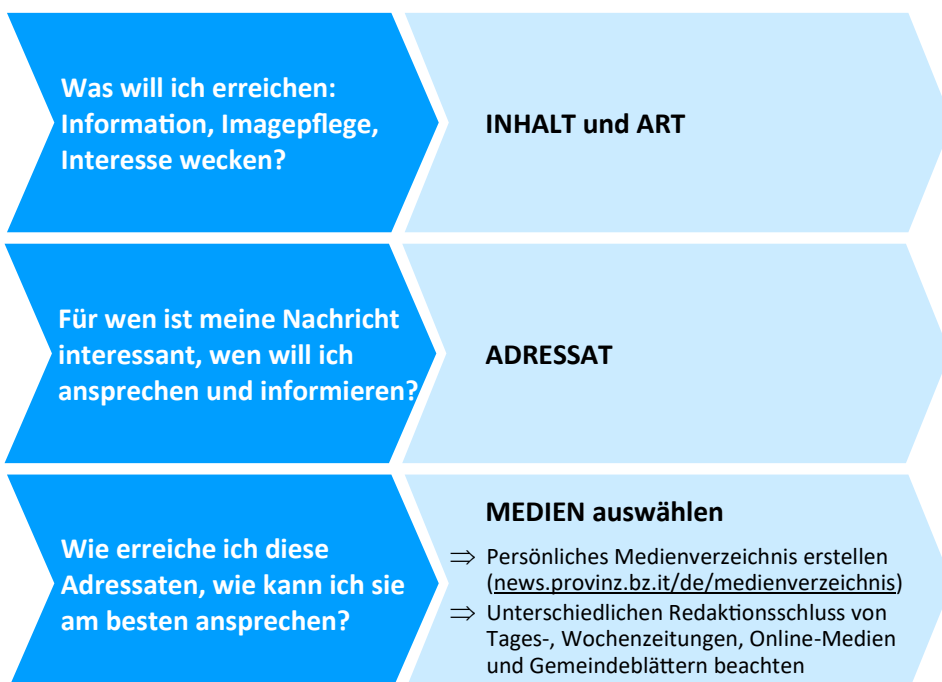 Was will ich erreichen:
Information, Imagepflege,
Interesse wecken?
INHALT und ART
Für wen ist meine Nachricht
interessant, wen will ich
ansprechen und informieren?
ADRESSAT
Wie erreiche ich diese
Adressaten, wie kann ich sie
am besten ansprechen?
MEDIEN auswählen
⇒ Persönliches Medienverzeichnis erstellen
(news.provinz.bz.it/de/medienverzeichnis)
⇒ Unterschiedlichen Redaktionsschluss von
Tages-, Wochenzeitungen, Online-Medien
und Gemeindeblättern beachten